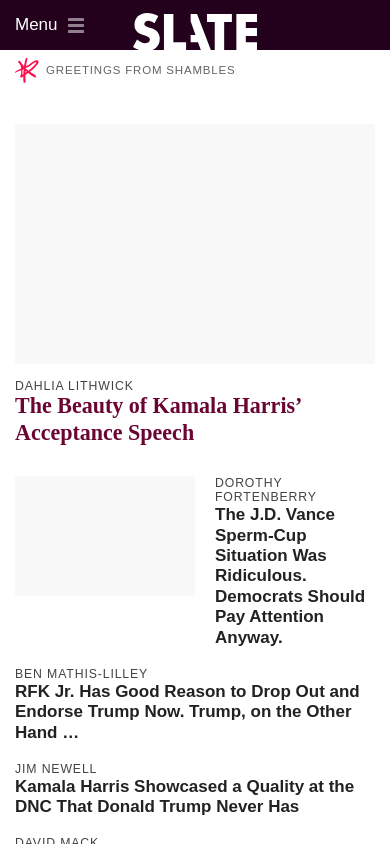 Menu
SLATE
GREETINGS FROM SHAMBLES
DAHLIA LITHWICK
The Beauty of Kamala Harris’
Acceptance Speech
DOROTHY
FORTENBERRY
The J.D. Vance
Sperm-Cup
Situation Was
Ridiculous.
Democrats Should
Pay Attention
Anyway.
BEN MATHIS-LILLEY
RFK Jr. Has Good Reason to Drop Out and
Endorse Trump Now. Trump, on the Other
Hand …
JIM NEWELL
Kamala Harris Showcased a Quality at the
DNC That Donald Trump Never Has
DAVID MACK